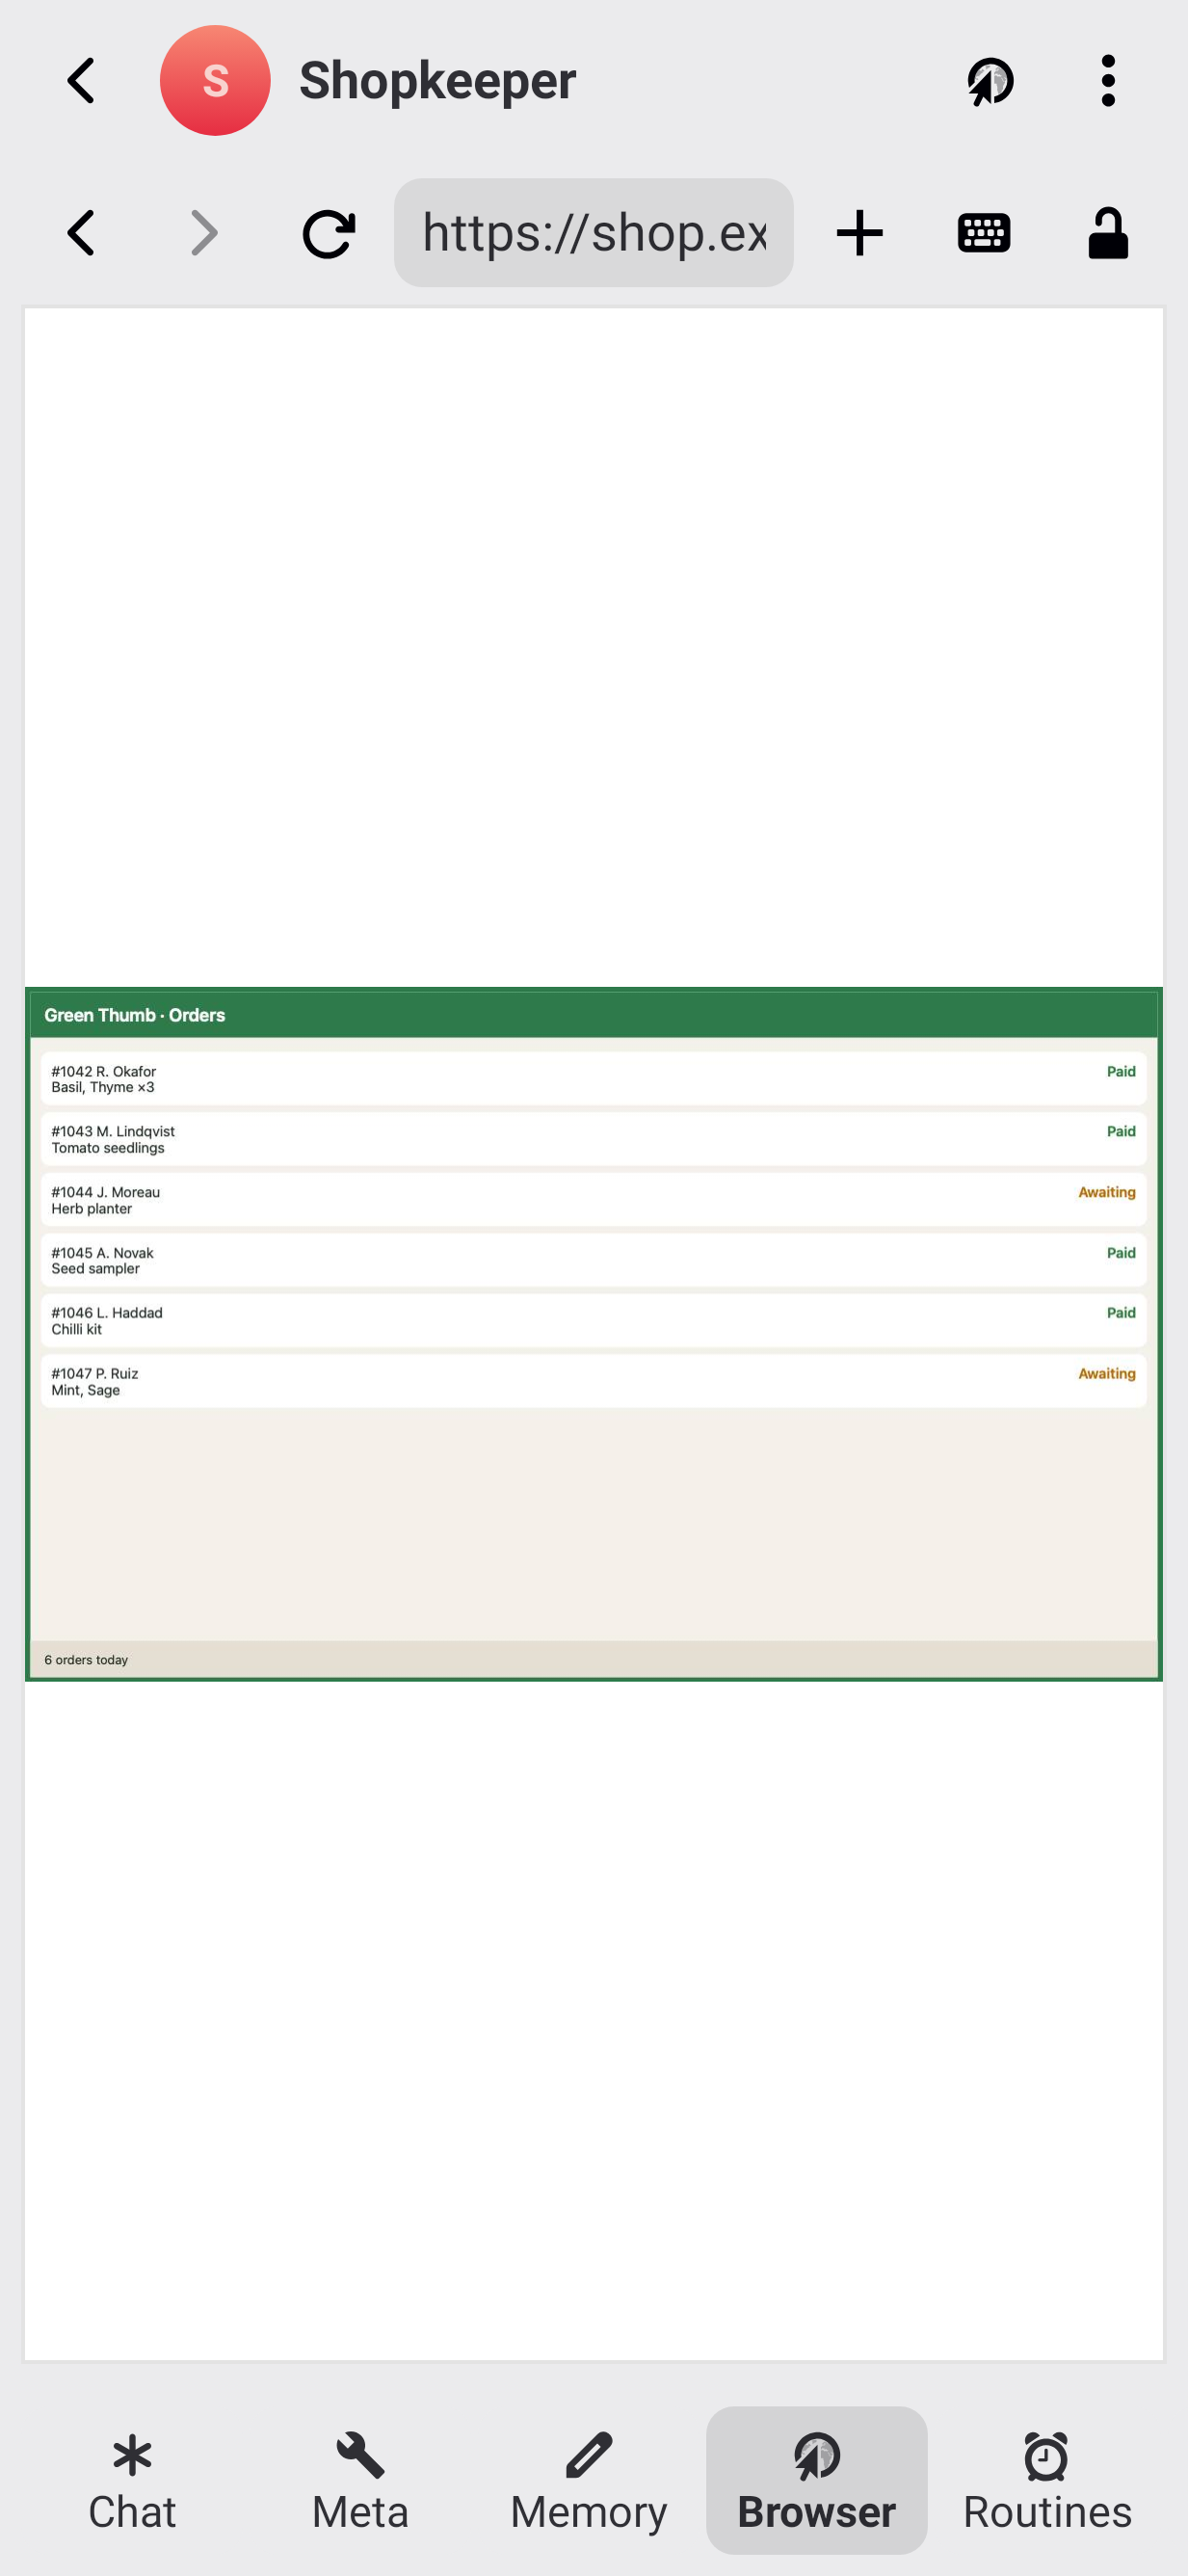 S
Shopkeeper
https://shop.ex
Green Thumb · Orders
#1042 R. Okafor
Paid
Basil, Thyme ×3
#1043 M. Lindqvist
Paid
Tomato seedlings
#1044 J. Moreau
Awaiting
Herb planter
#1045 A. Novak
Paid
Seed sampler
#1046 L. Haddad
Paid
Chilli kit
#1047 P. Ruiz
Awaiting
Mint, Sage
6 orders today
Chat
Meta
Memory
Browser
Routines